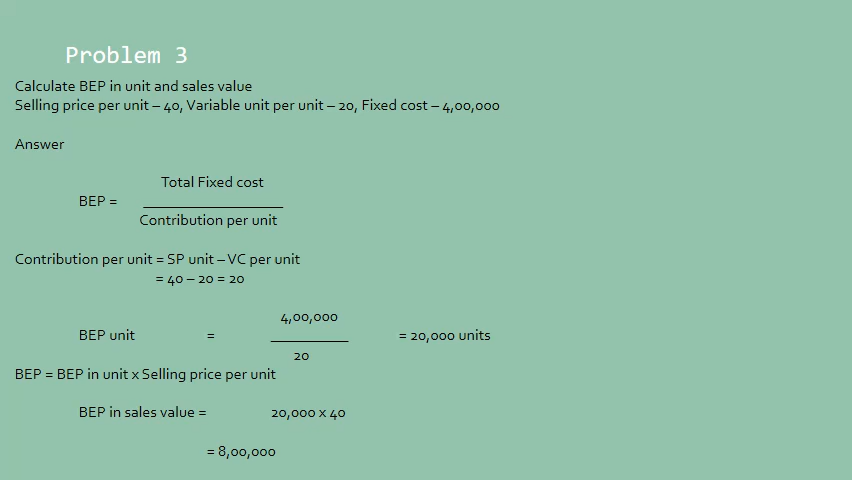 Problem 3
Calculate BEP in unit and sales value
Selling price per unit – 40, Variable unit per unit – 20, Fixed cost – 4,00,000
Answer
Total Fixed cost
BEP =
Contribution per unit
Contribution per unit = SP unit – VC per unit
= 40 – 20 = 20
4,00,000
BEP unit = = 20,000 units
20
BEP = BEP in unit x Selling price per unit
BEP in sales value = 20,000 x 40
= 8,00,000